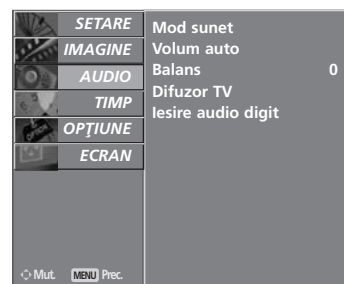 SETARE
IMAGINE
AUDIO
TIMP
OPŢIUNE
ECRAN
Mod sunet
Volum auto
Balans 0
Difuzor TV
Iesire audio digit
Mut. MENU Prec.